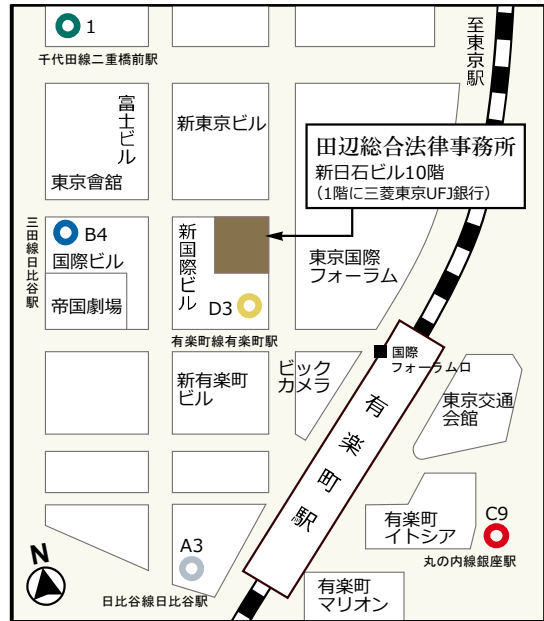 1
千代田線二重橋前駅
至東京駅
富士ビル
東京會舘
新東京ビル
田辺総合法律事務所
新日石ビル10階
(1階に三菱東京UFJ銀行)
三田線日比谷駅
B4
国際ビル
帝国劇場
新国際ビル
D3
有楽町線有楽町駅
東京国際
フォーラム
国際
フォーラム口
新有楽町
ビル
ビック
カメラ
有楽町駅
東京交通
会館
有楽町
イトシア
C9
丸の内線銀座駅
A3
日比谷線日比谷駅
有楽町
マリオン
N